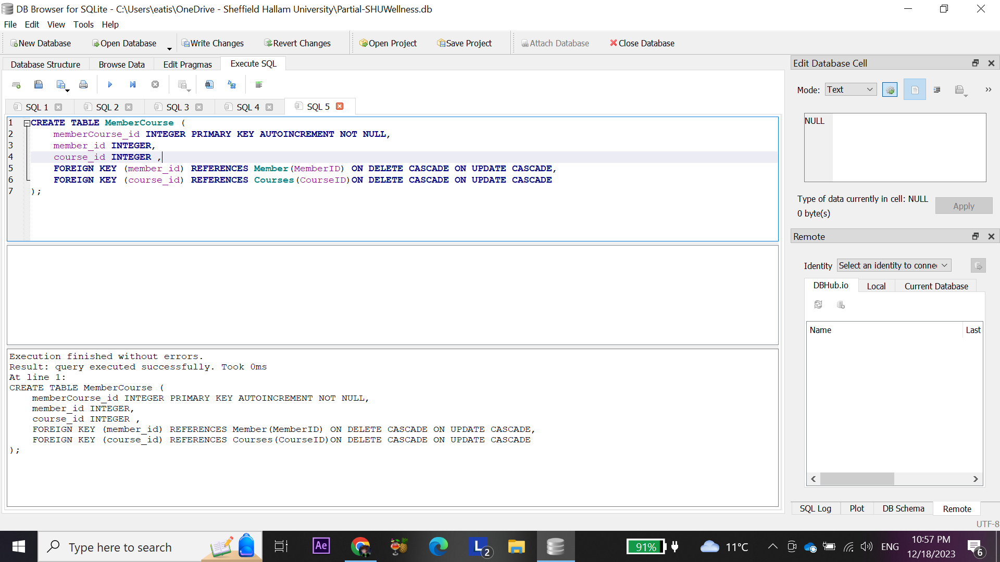 DB Browser for SQLite - C:\Users\eatis\OneDrive - Sheffield Hallam University\Partial-SHUWellness.db
File Edit View Tools Help
New Database Open Database Write Changes Revert Changes Open Project Save Project Attach Database Close Database
Database Structure Browse Data Edit Pragmas Execute SQL
SQL 1 SQL 2 SQL 3 SQL 4 SQL 5
1 CREATE TABLE MemberCourse (
2 memberCourse_id INTEGER PRIMARY KEY AUTOINCREMENT NOT NULL,
3 member_id INTEGER,
4 course_id INTEGER ,
5 FOREIGN KEY (member_id) REFERENCES Member(MemberID) ON DELETE CASCADE ON UPDATE CASCADE,
6 FOREIGN KEY (course_id) REFERENCES Courses(CourseID)ON DELETE CASCADE ON UPDATE CASCADE
7 );
Execution finished without errors.
Result: query executed successfully. Took 0ms
At line 1:
CREATE TABLE MemberCourse (
memberCourse_id INTEGER PRIMARY KEY AUTOINCREMENT NOT NULL,
member_id INTEGER,
course_id INTEGER ,
FOREIGN KEY (member_id) REFERENCES Member(MemberID) ON DELETE CASCADE ON UPDATE CASCADE,
FOREIGN KEY (course_id) REFERENCES Courses(CourseID)ON DELETE CASCADE ON UPDATE CASCADE
);
Edit Database Cell
Mode: Text
NULL
Type of data currently in cell: NULL
0 byte(s)
Apply
Remote
Identity Select an identity to conne
DBHub.io Local Current Database
Name Last
SQL Log Plot DB Schema Remote
UTF-8
Type here to search
Ae
L 2
91%
11°C
ENG
10:57 PM
12/18/2023
6